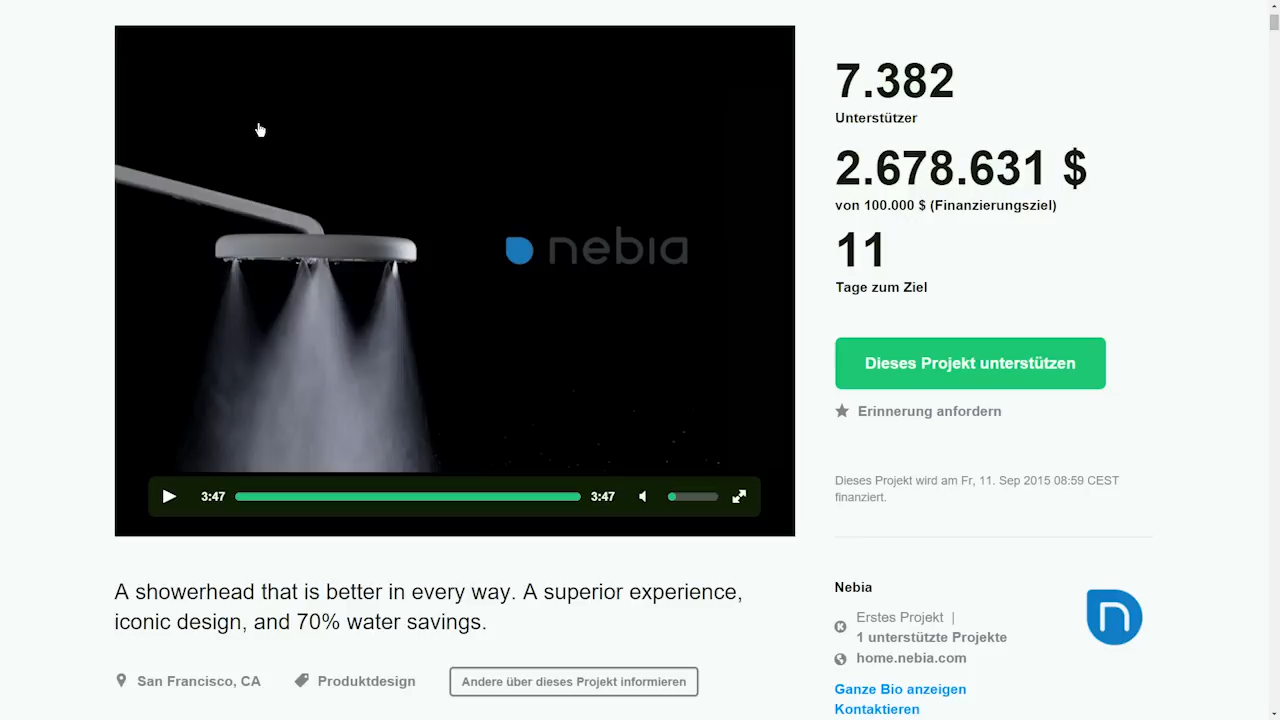 nebia
3:47
3:47
7.382
Unterstützer
2.678.631 $
von 100.000 $ (Finanzierungsziel)
11
Tage zum Ziel
Dieses Projekt unterstützen
Erinnerung anfordern
Dieses Projekt wird am Fr, 11. Sep 2015 08:59 CEST
finanziert.
A showerhead that is better in every way. A superior experience,
iconic design, and 70% water savings.
San Francisco, CA
Produktdesign
Andere über dieses Projekt informieren
Nebia
Erstes Projekt |
1 unterstützte Projekte
home.nebia.com
Ganze Bio anzeigen
Kontaktieren